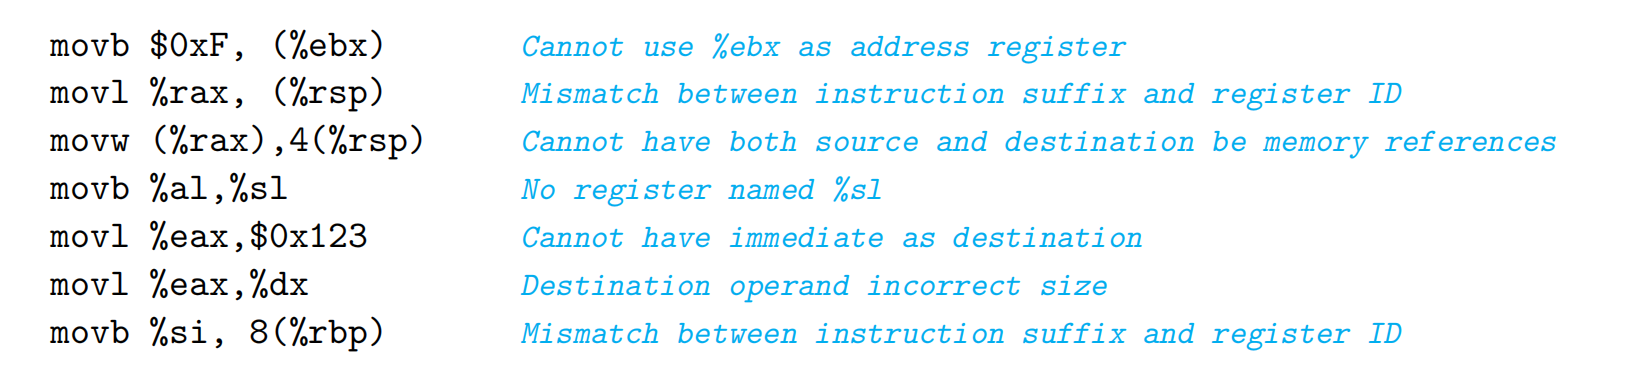 movb $0xF, (%ebx) Cannot use %ebx as address register
movl %rax, (%rsp) Mismatch between instruction suffix and register ID
movw (%rax),4(%rsp) Cannot have both source and destination be memory references
movb %al,%sl No register named %sl
movl %eax,$0x123 Cannot have immediate as destination
movl %eax,%dx Destination operand incorrect size
movb %si, 8(%rbp) Mismatch between instruction suffix and register ID